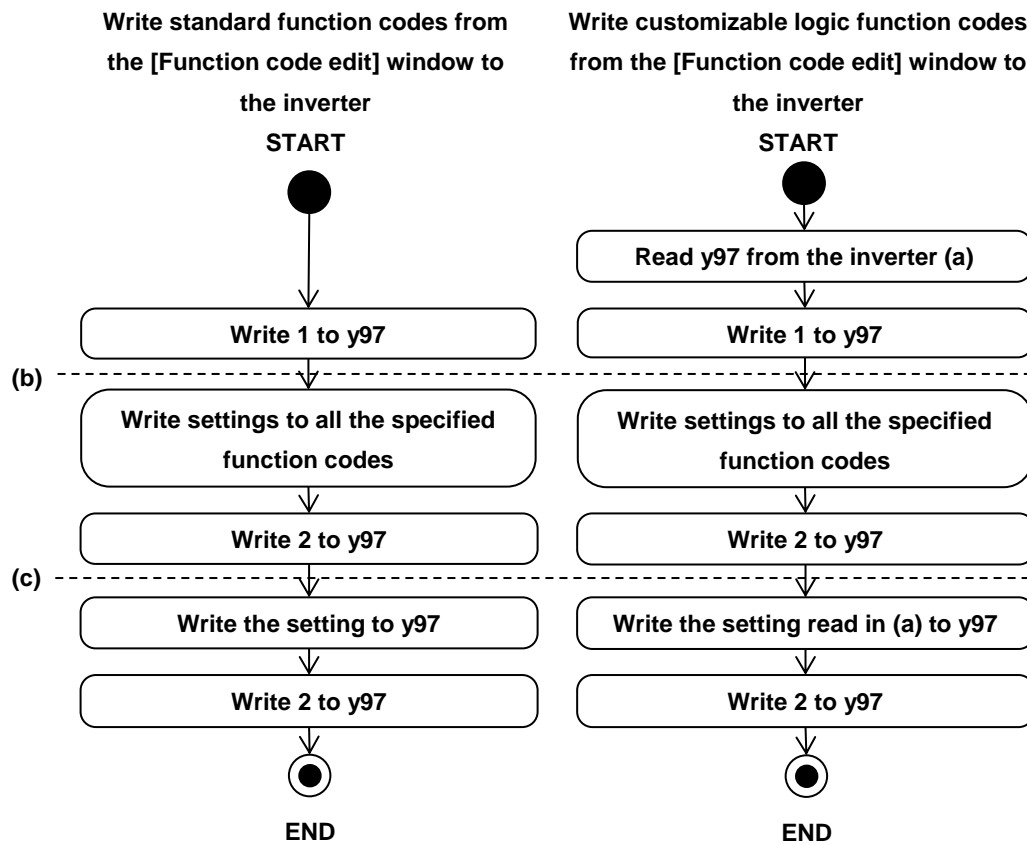 Write standard function codes from
the [Function code edit] window to
the inverter
START
Write 1 to y97
Write settings to all the specified
function codes
Write 2 to y97
Write the setting to y97
Write 2 to y97
END
Write customizable logic function codes
from the [Function code edit] window to
the inverter
START
Read y97 from the inverter (a)
Write 1 to y97
Write settings to all the specified
function codes
Write 2 to y97
Write the setting read in (a) to y97
Write 2 to y97
END
(b)
(c)